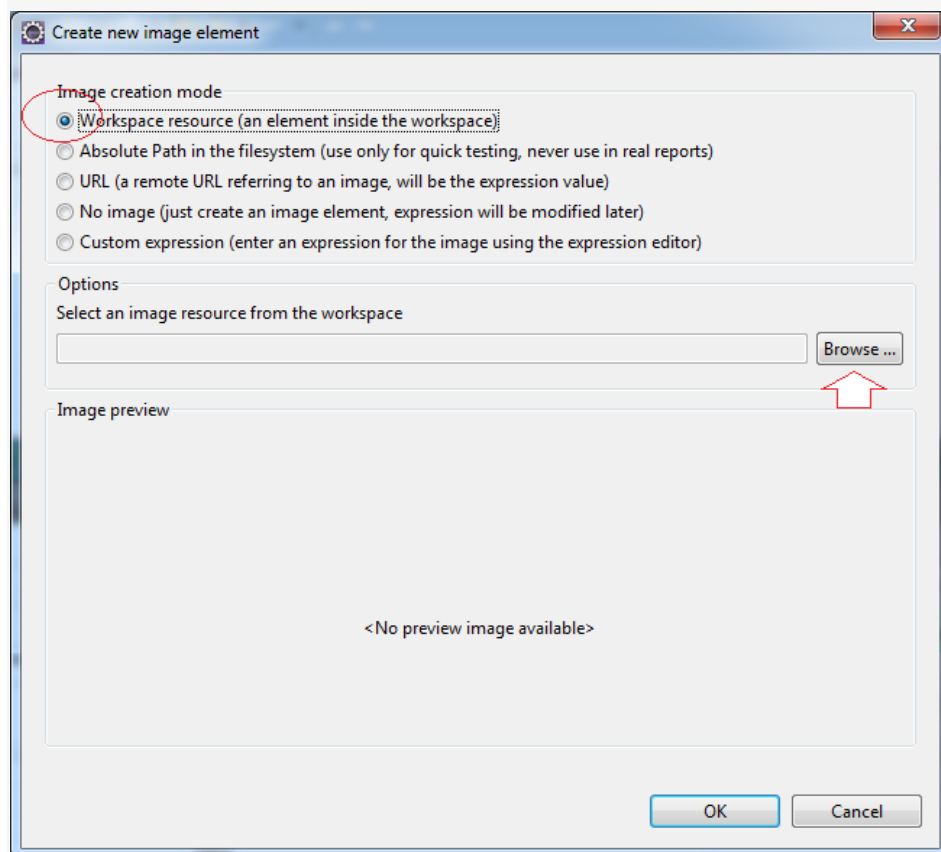 Create new image element
Image creation mode
Workspace resource (an element inside the workspace)
Absolute Path in the filesystem (use only for quick testing, never use in real reports)
URL (a remote URL referring to an image, will be the expression value)
No image (just create an image element, expression will be modified later)
Custom expression (enter an expression for the image using the expression editor)
Options
Select an image resource from the workspace
Browse ...
Image preview
<No preview image available>
OK Cancel